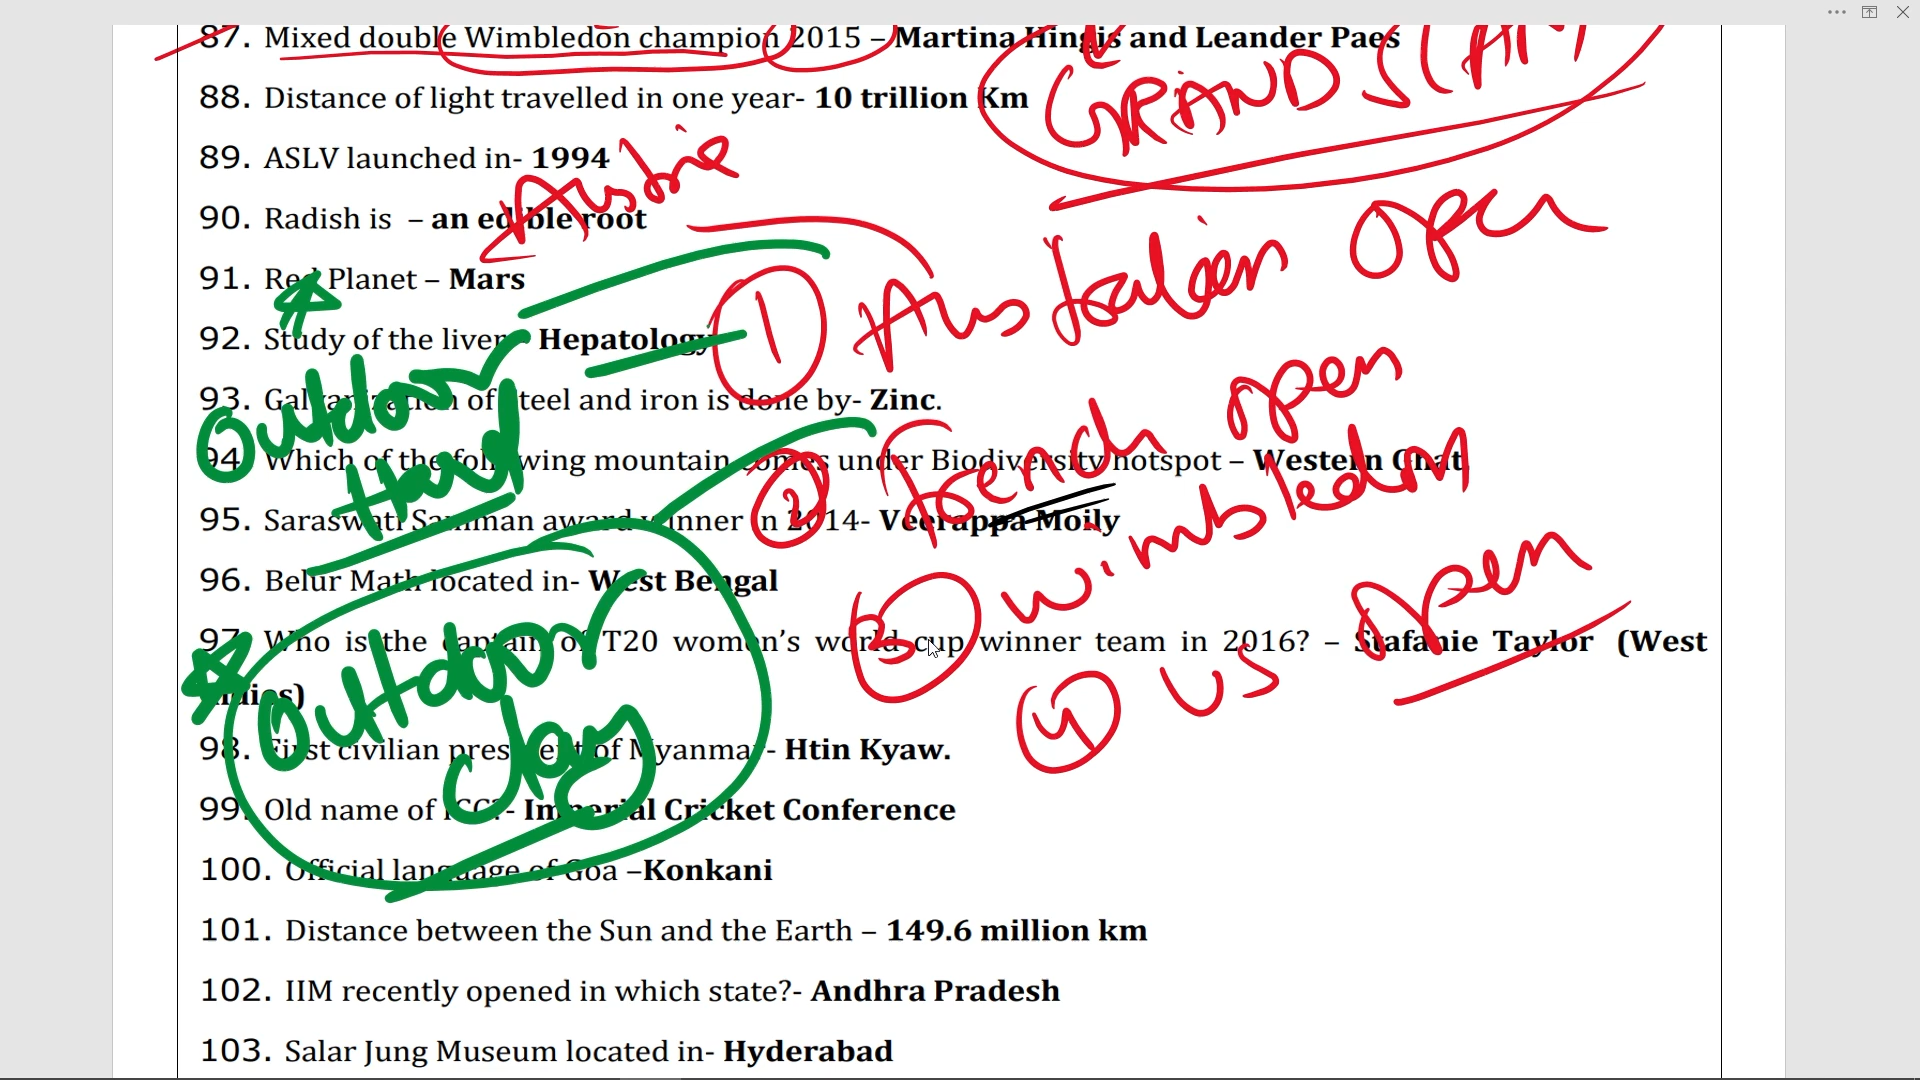 87. Mixed double Wimbledon champion 2015 – Martina Hingis and Leander Paes
GRAND SLAM
88. Distance of light travelled in one year- 10 trillion Km
89. ASLV launched in- 1994
90. Radish is – an edible root
Australian Open
91. Red Planet – Mars
1
92. Study of the liver - Hepatology
French Open
93. Galvanization of steel and iron is done by- Zinc.
Outdoor
Hard
94. Which of the following mountain comes under Biodiversity hotspot – Western Ghat.
2
Wimbledon
95. Saraswati Samman award winner in 2014- Veerappa Moily
96. Belur Math located in- West Bengal
3
97. Who is the captain of T20 women’s world cup winner team in 2016? – Stafanie Taylor (West
Indies)
4 US Open
Outdoor
clay
98. First civilian president of Myanmar- Htin Kyaw.
99. Old name of ICC?- Imperial Cricket Conference
100. Official language of Goa –Konkani
101. Distance between the Sun and the Earth – 149.6 million km
102. IIM recently opened in which state?- Andhra Pradesh
103. Salar Jung Museum located in- Hyderabad